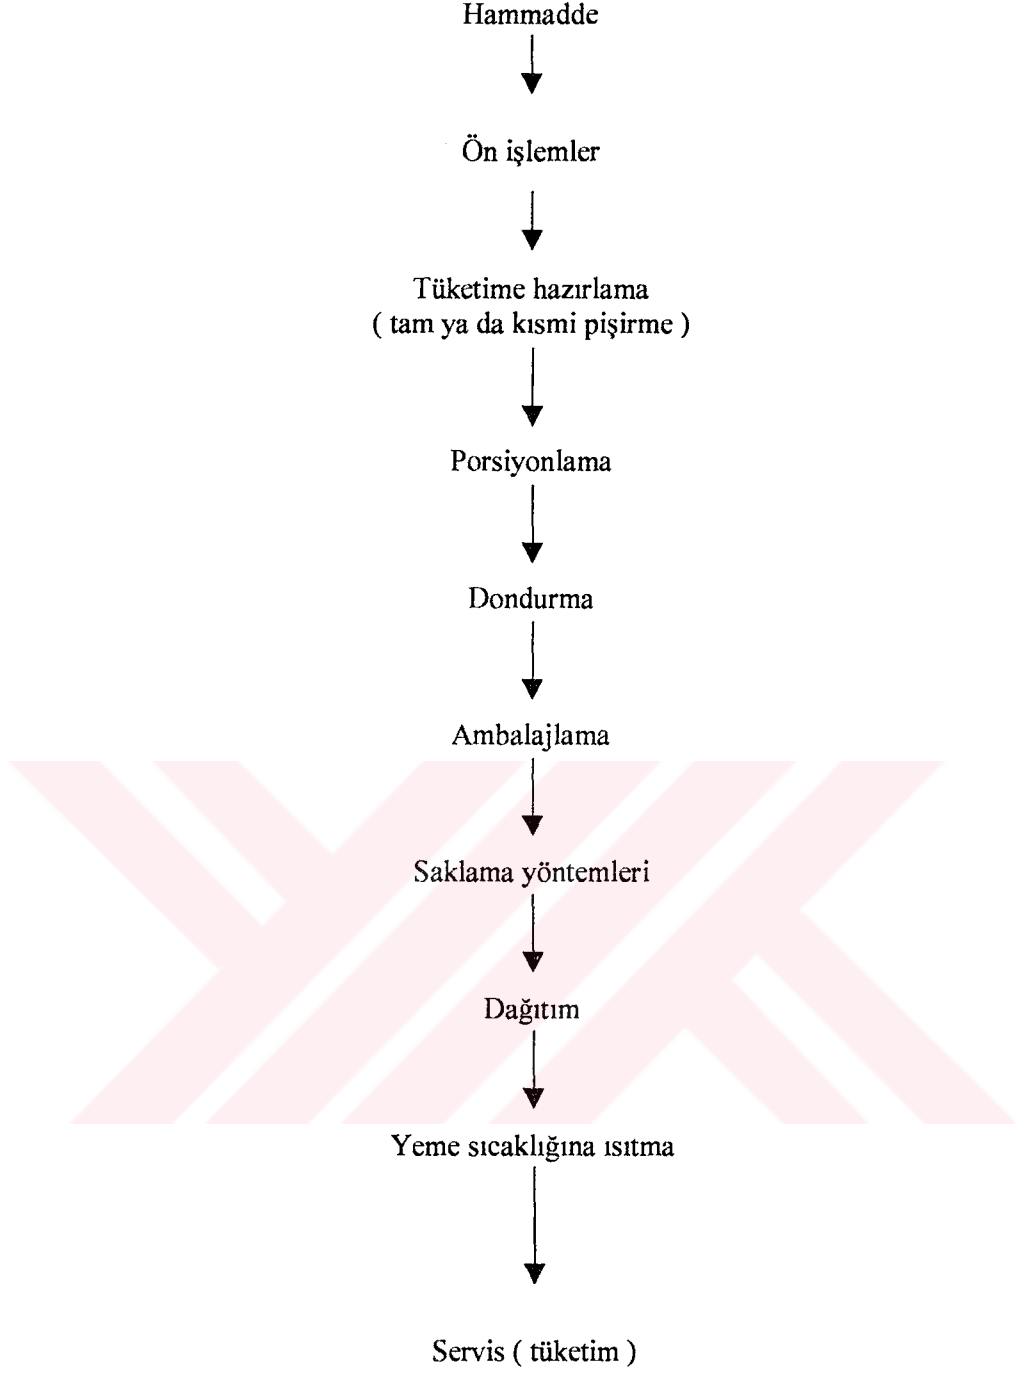 Hammadde
Ön işlemler
Tüketime hazırlama
( tam ya da kısmi pişirme )
Porsiyonlama
Dondurma
Ambalajlama
Saklama yöntemleri
Dağıtım
Yeme sıcaklığına ısıtma
Servis ( tüketim )